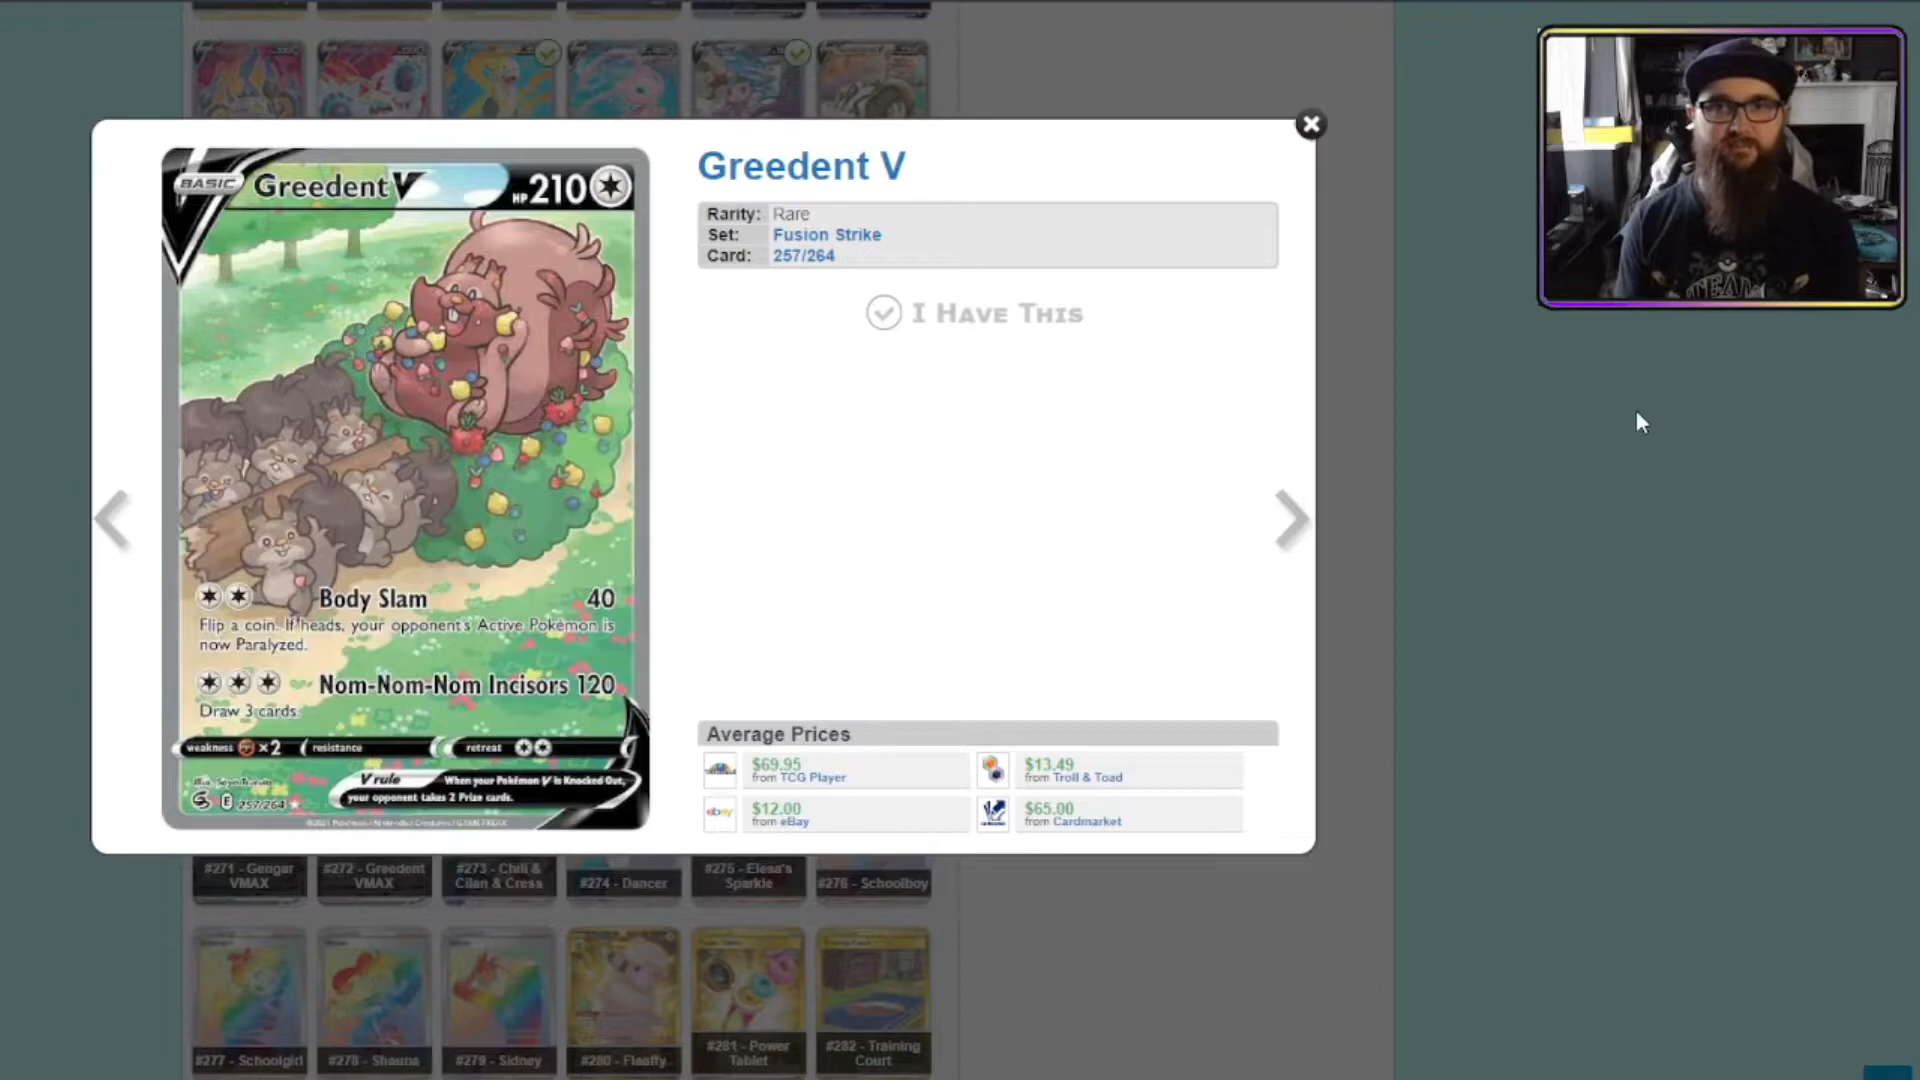 BASIC Greedent V HP 210
Body Slam 40
Flip a coin. If heads, your opponent's Active Pokémon is
now Paralyzed.
Nom-Nom-Nom Incisors 120
Draw 3 cards.
weakness ×2 resistance retreat
V rule When your Pokémon V is Knocked Out,
your opponent takes 2 Prize cards.
E 257/264
Greedent V
Rarity: Rare
Set: Fusion Strike
Card: 257/264
I Have This
Average Prices
$69.95
from TCG Player
$13.49
from Troll & Toad
ebay
$12.00
from eBay
$65.00
from Cardmarket
TEAM
#271 - Gengar
VMAX
#272 - Greedent
VMAX
#273 - Chili &
Cilan & Cress
#274 - Dancer
#275 - Elesa's
Sparkle
#276 - Schoolboy
#277 - Schoolgirl
#278 - Shauna
#279 - Sidney
#280 - Flaaffy
#281 - Power
Tablet
#282 - Training
Court